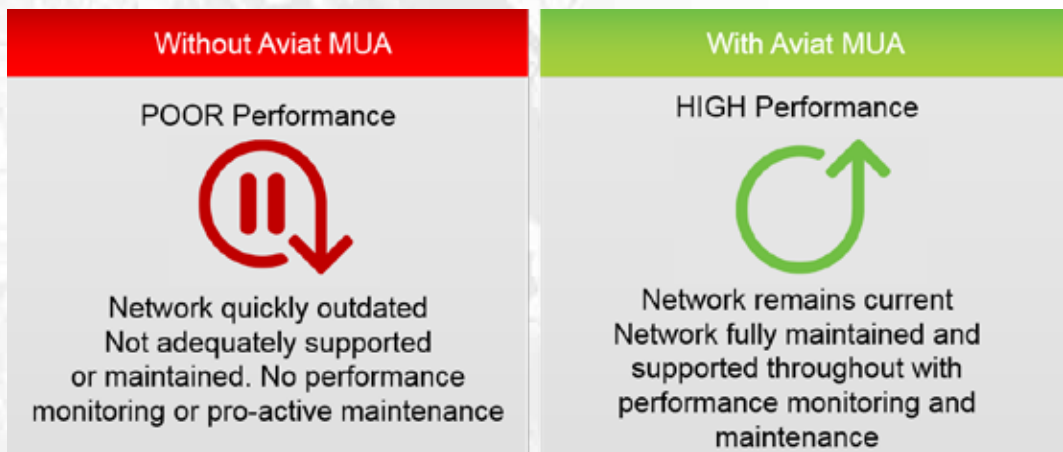 Without Aviat MUA
POOR Performance
Network quickly outdated
Not adequately supported
or maintained. No performance
monitoring or pro-active maintenance
With Aviat MUA
HIGH Performance
Network remains current
Network fully maintained and
supported throughout with
performance monitoring and
maintenance